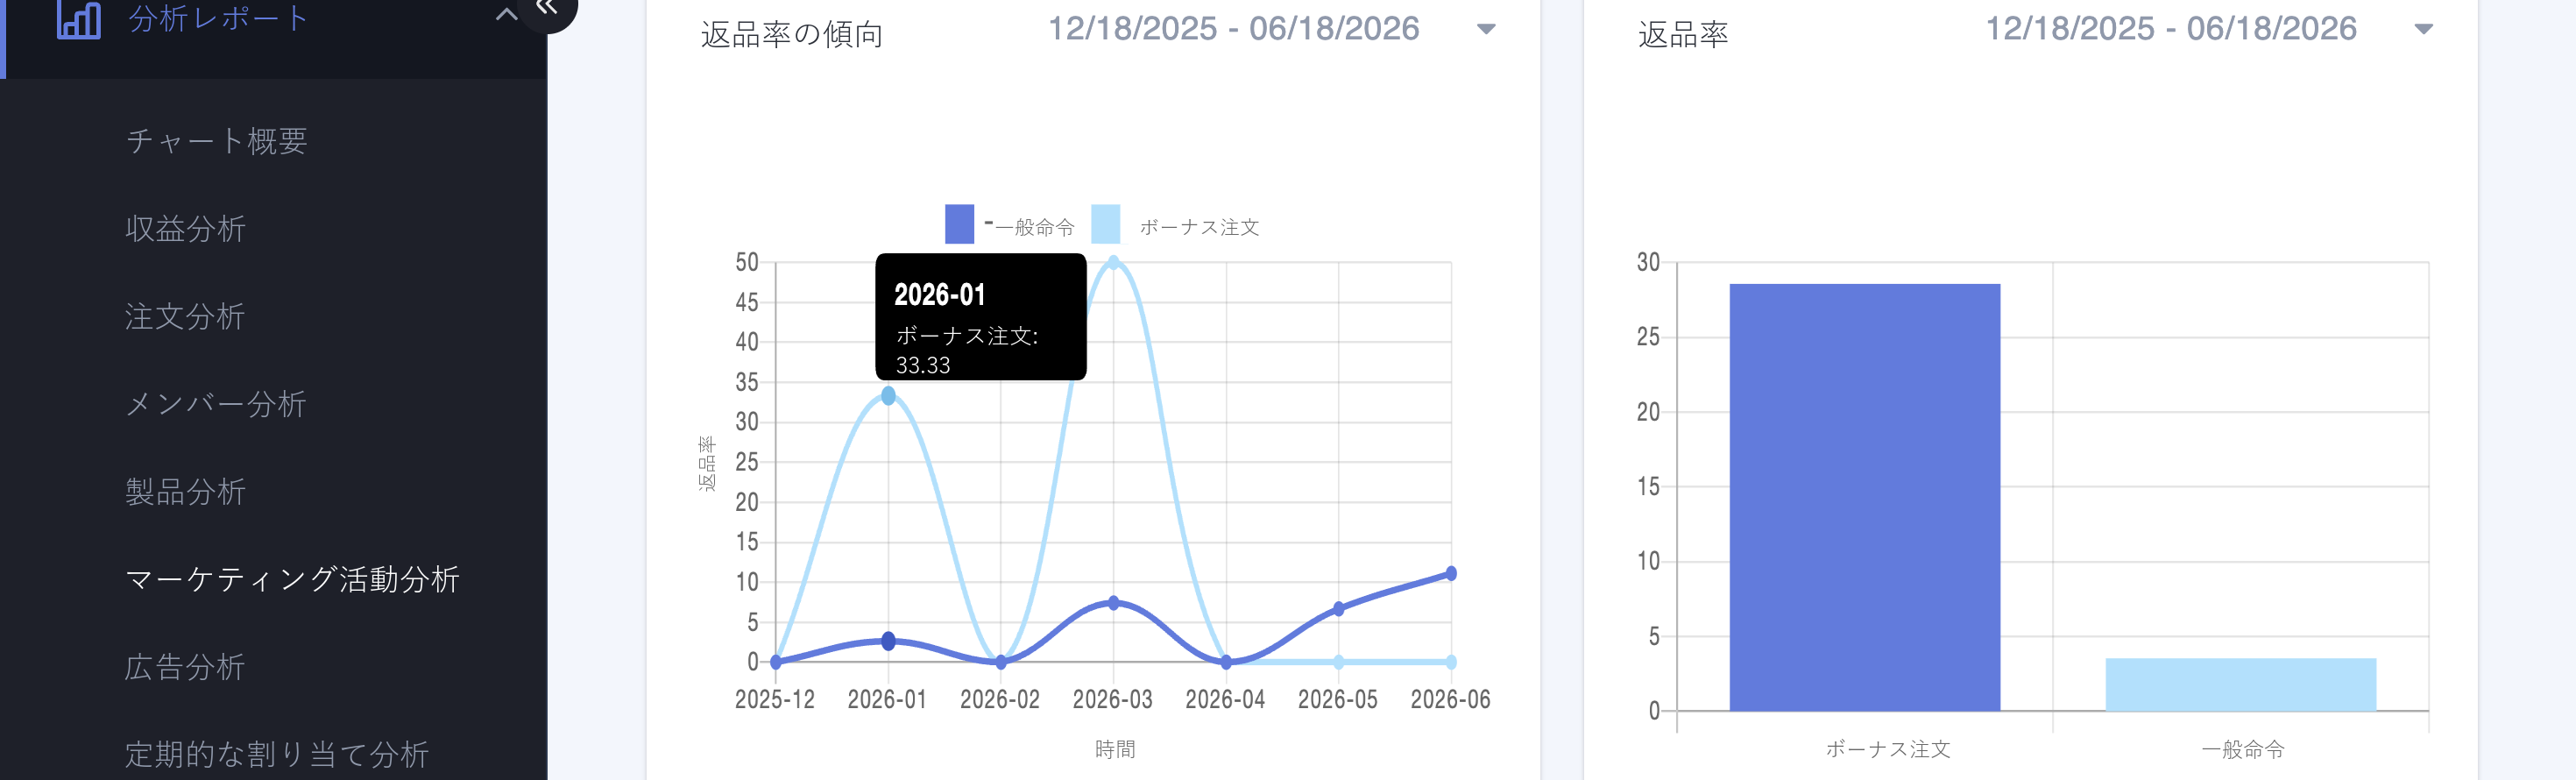 分析レポート
チャート概要
収益分析
注文分析
メンバー分析
製品分析
マーケティング活動分析
広告分析
定期的な割り当て分析
返品率の傾向
12/18/2025 - 06/18/2026
-一般命令
ボーナス注文
2026-01
ボーナス注文:
33.33
返品率
50
45
40
35
30
25
20
15
10
5
0
2025-12 2026-01 2026-02 2026-03 2026-04 2026-05 2026-06
時間
返品率
12/18/2025 - 06/18/2026
30
25
20
15
10
5
0
ボーナス注文 一般命令